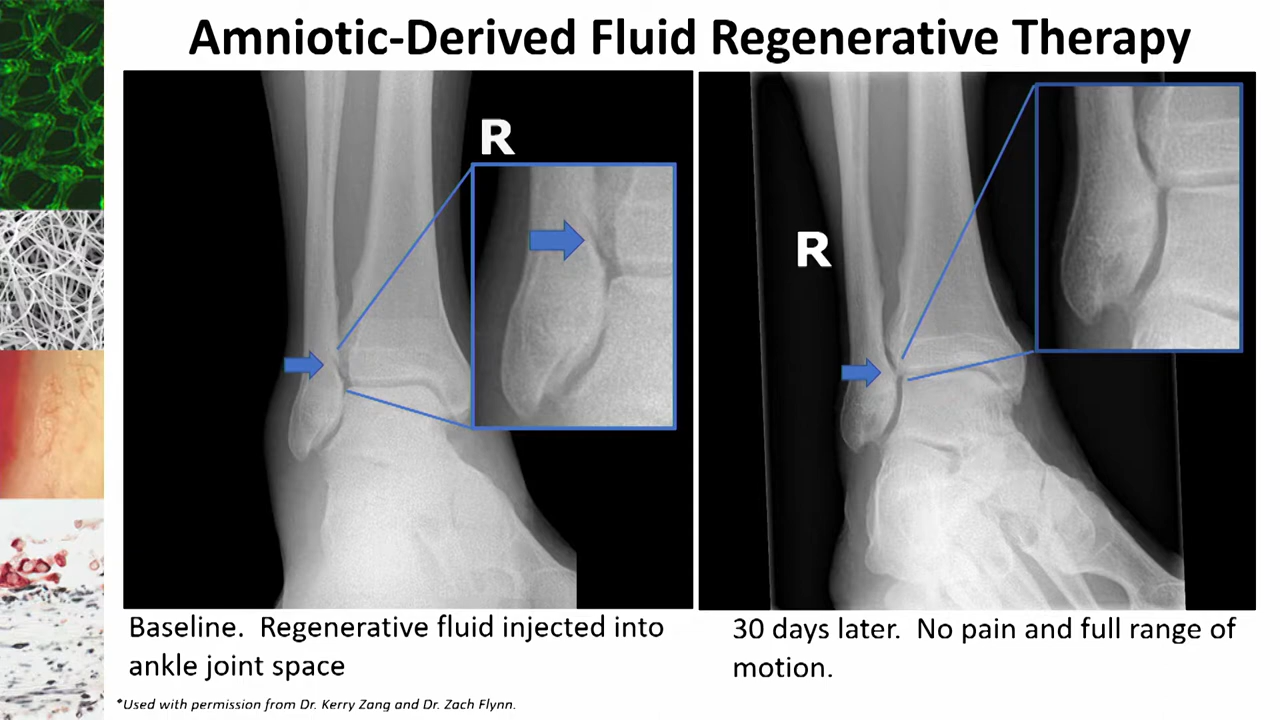 Amniotic-Derived Fluid Regenerative Therapy
R
R
Baseline.  Regenerative fluid injected into
ankle joint space
30 days later.  No pain and full range of
motion.
*Used with permission from Dr. Kerry Zang and Dr. Zach Flynn.